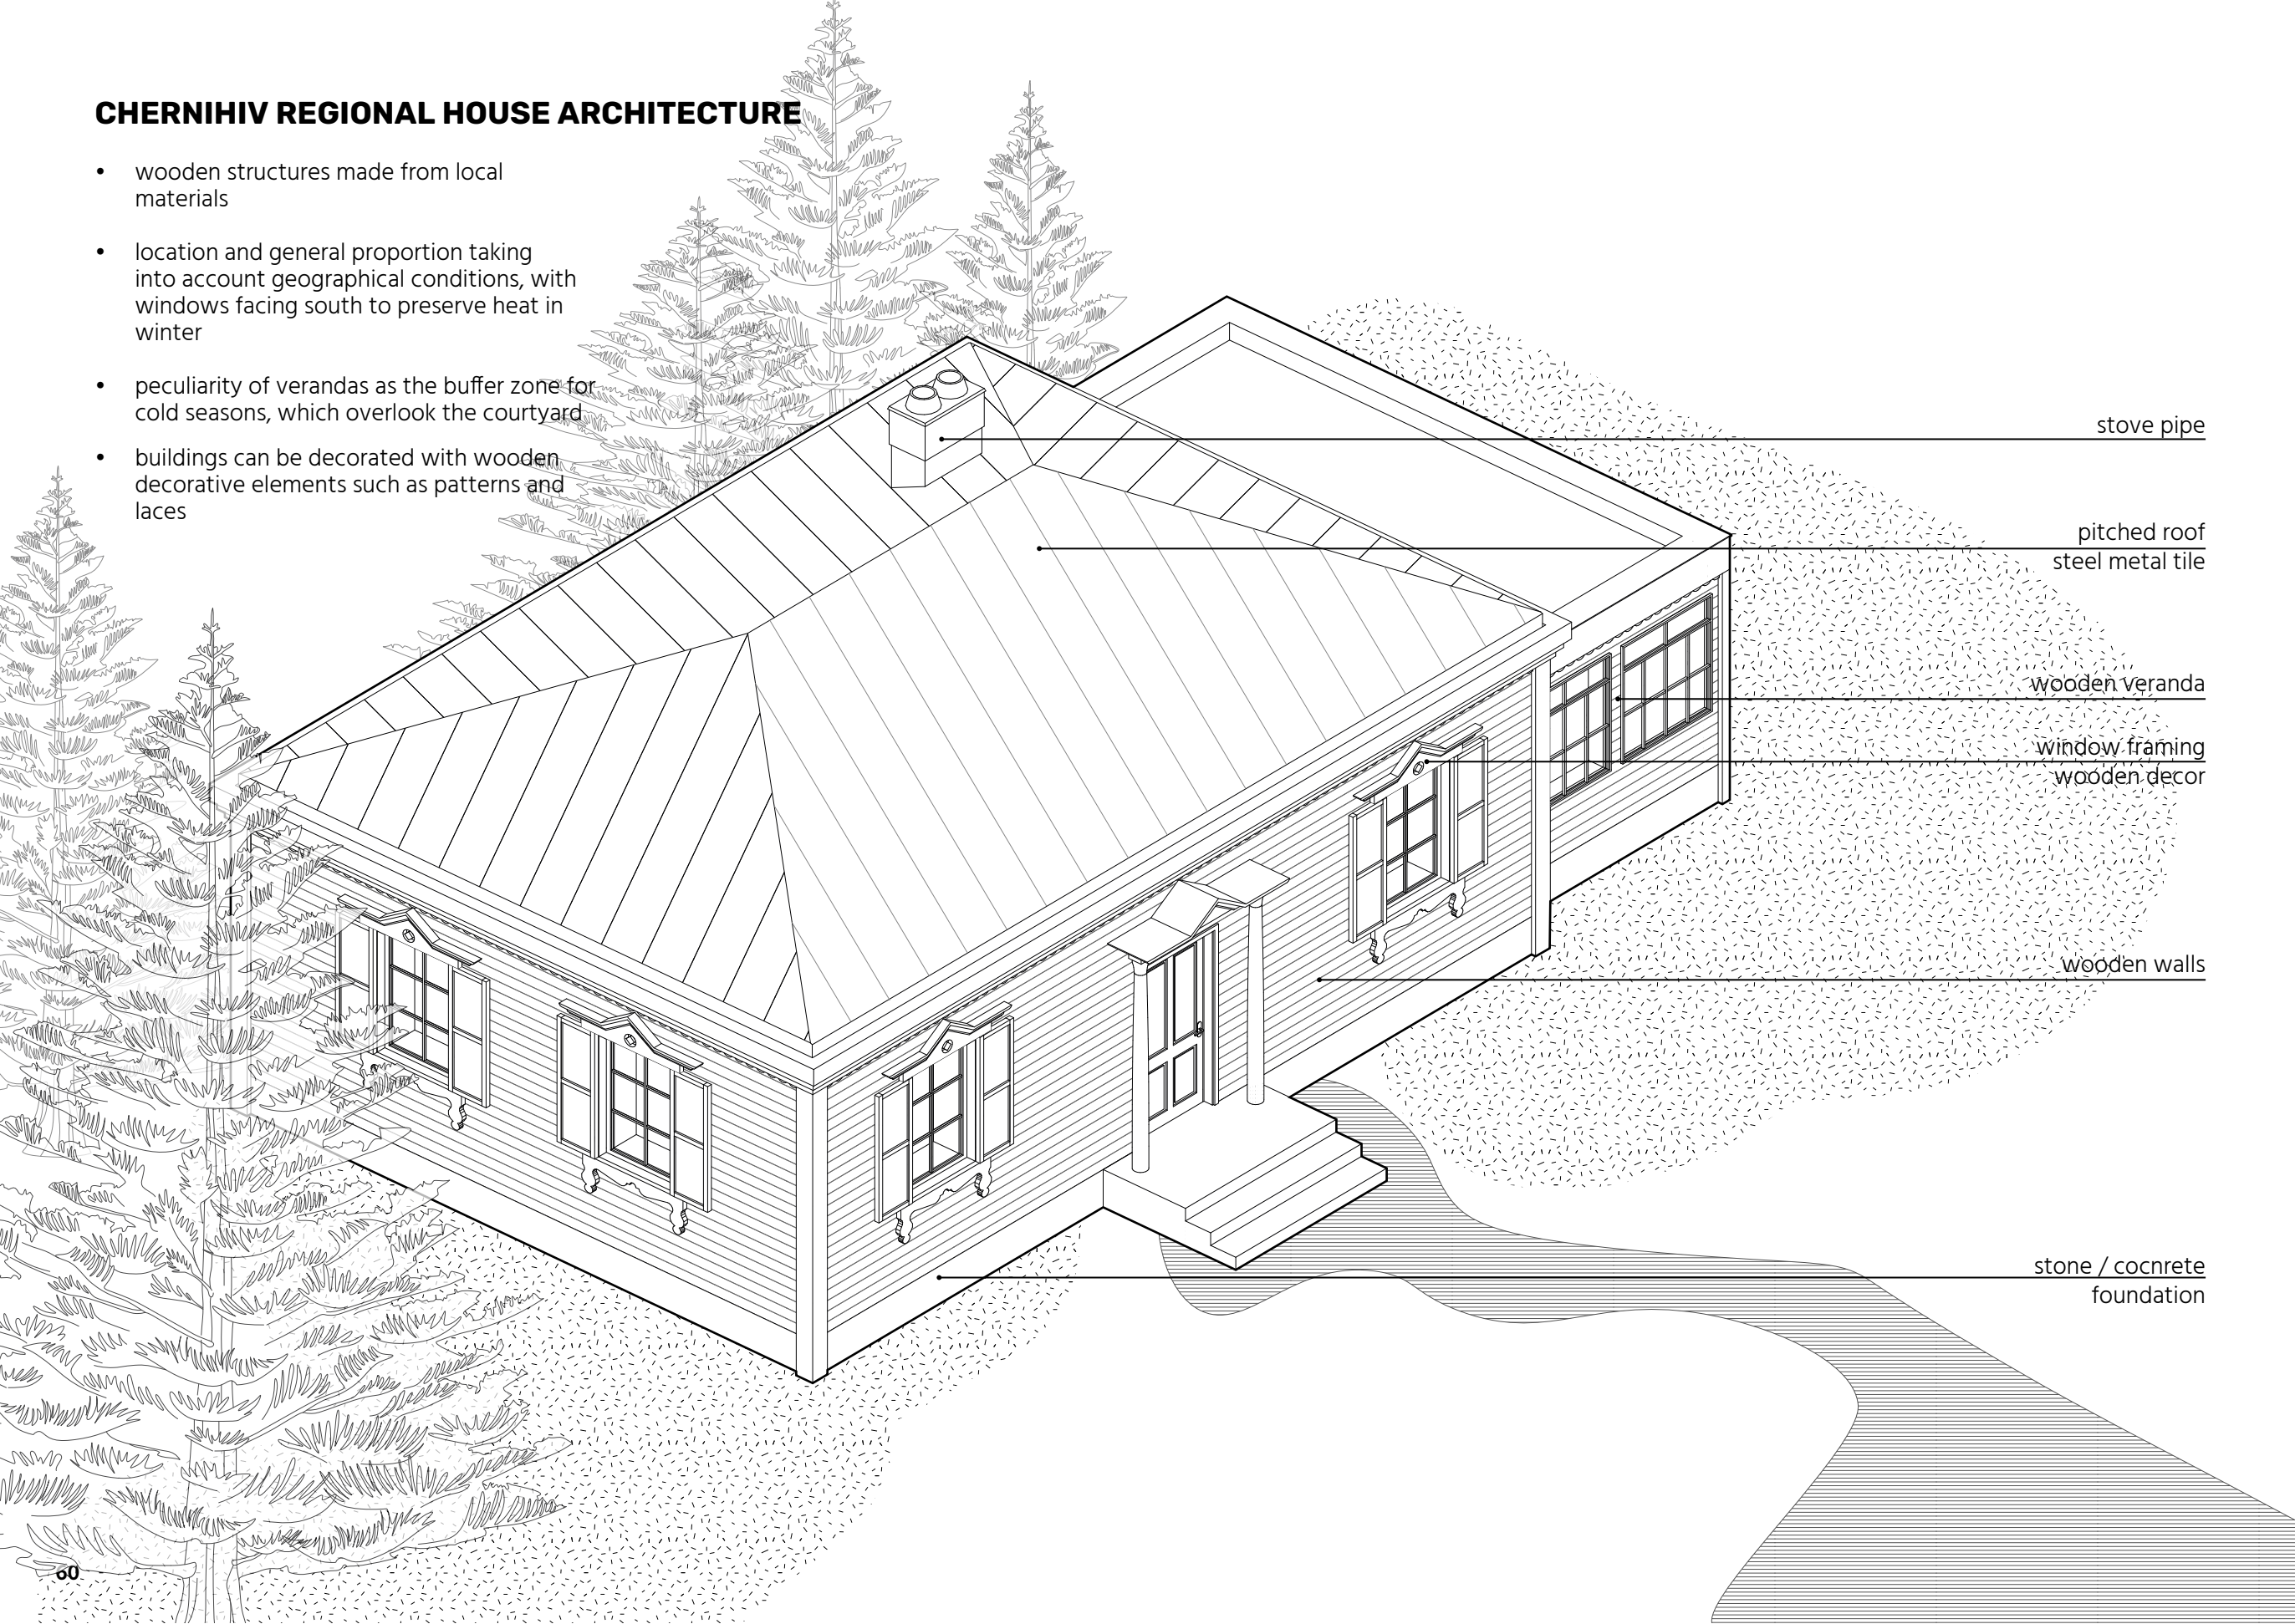 CHERNIHIV REGIONAL HOUSE ARCHITECTURE
• wooden structures made from local
materials
• location and general proportion taking
into account geographical conditions, with
windows facing south to preserve heat in
winter
• peculiarity of verandas as the buffer zone for
cold seasons, which overlook the courtyard
• buildings can be decorated with wooden
decorative elements such as patterns and
laces
stove pipe
pitched roof
steel metal tile
wooden veranda
window framing
wooden decor
wooden walls
stone / cocnrete
foundation
60